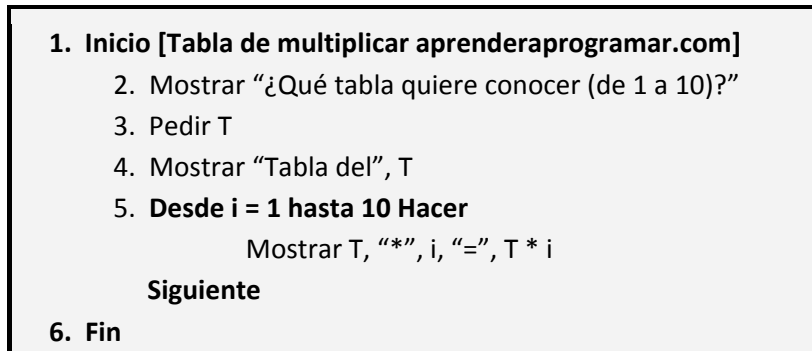 1. Inicio [Tabla de multiplicar aprenderaprogramar.com]
2. Mostrar “¿Qué tabla quiere conocer (de 1 a 10)?”
3. Pedir T
4. Mostrar “Tabla del”, T
5. Desde i = 1 hasta 10 Hacer
Mostrar T, “*”, i, “=”, T * i
Siguiente
6. Fin